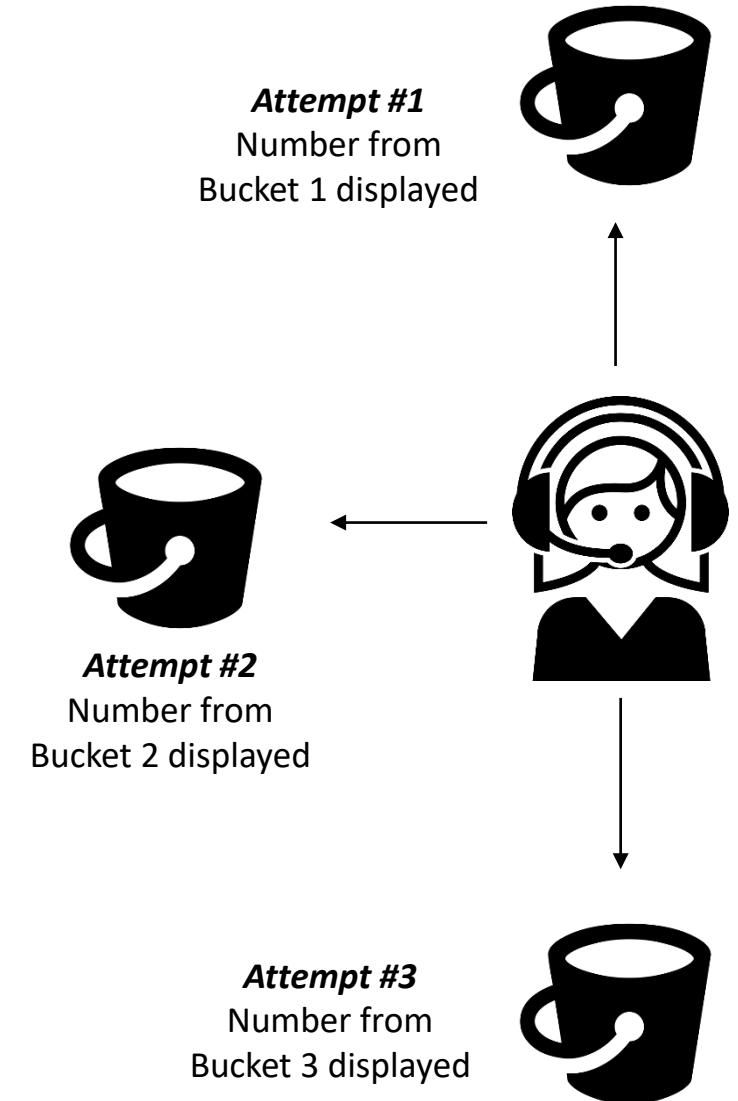 Attempt #1
Number from
Bucket 1 displayed
Attempt #2
Number from
Bucket 2 displayed
Attempt #3
Number from
Bucket 3 displayed